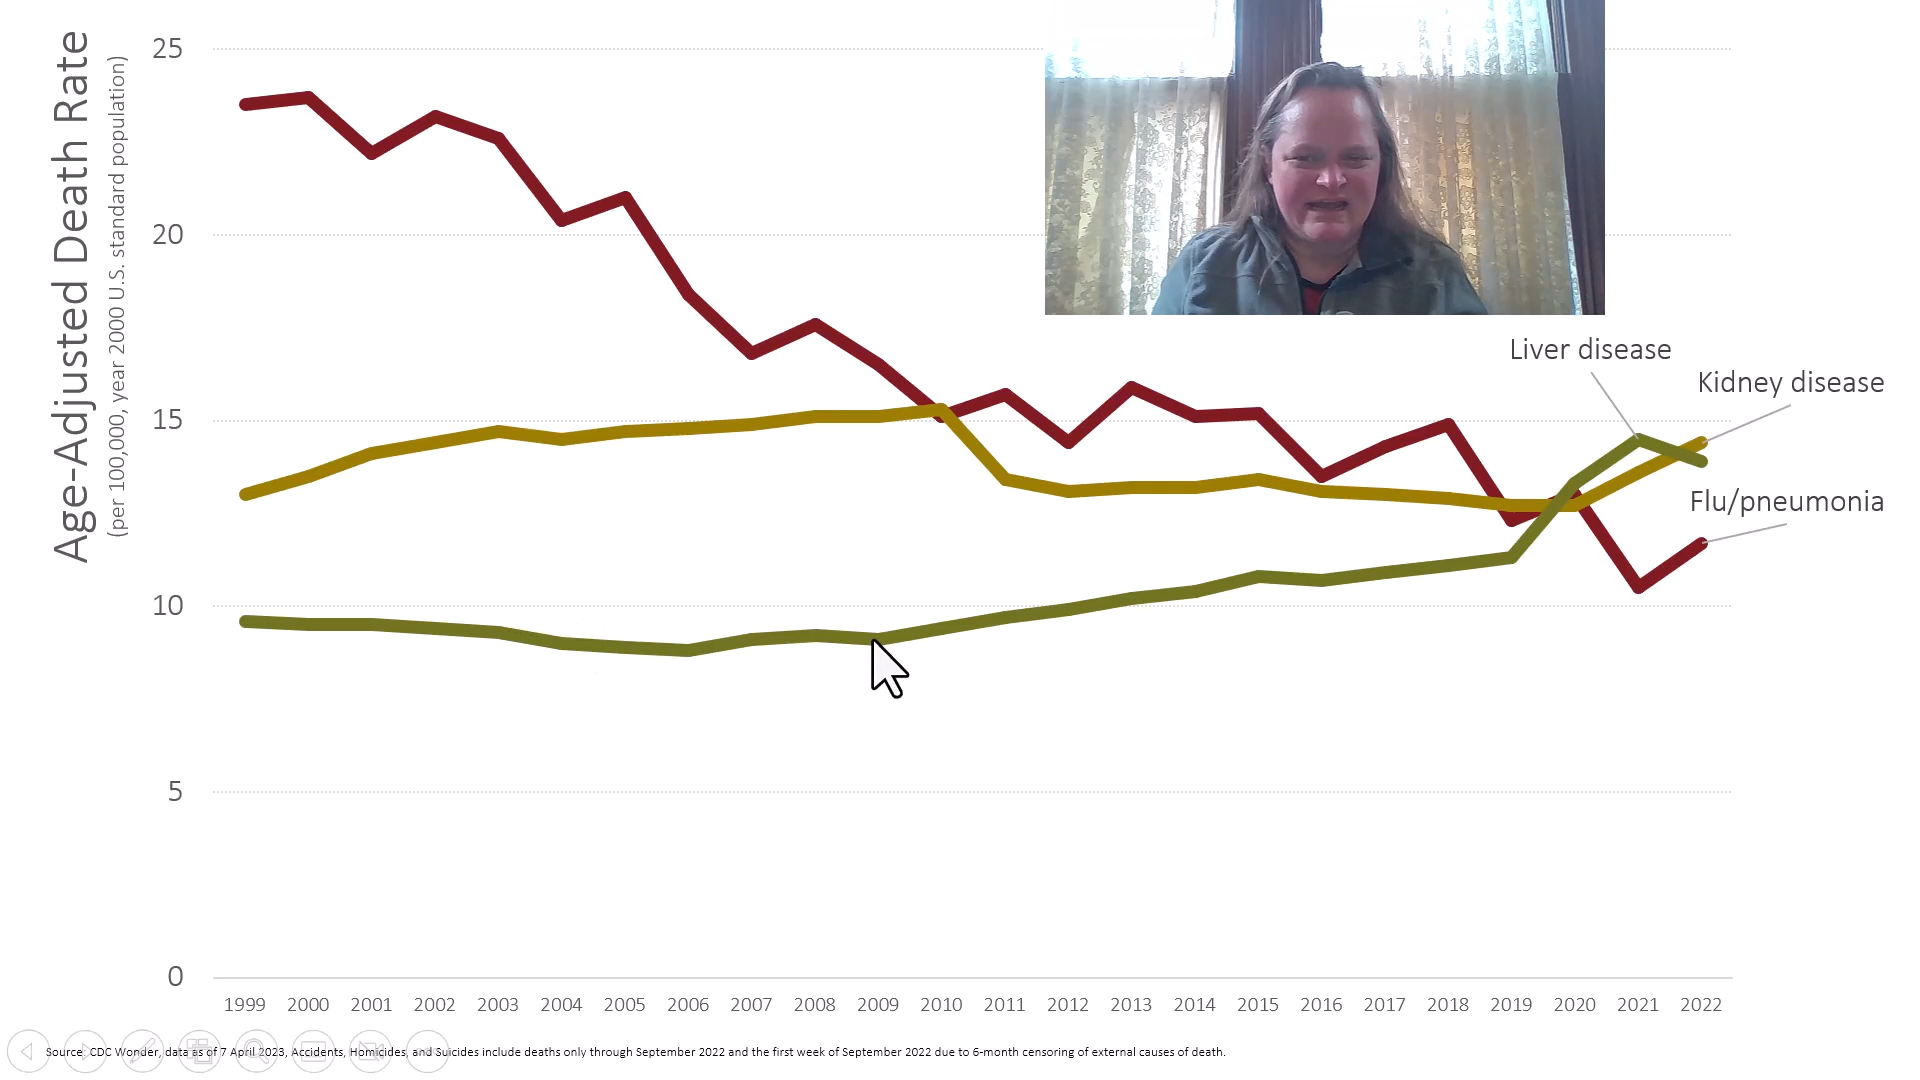 Age-Adjusted Death Rate
(per 100,000, year 2000 U.S. standard population)
25
20
15
10
5
0
Liver disease
Kidney disease
Flu/pneumonia
1999 2000 2001 2002 2003 2004 2005 2006 2007 2008 2009 2010 2011 2012 2013 2014 2015 2016 2017 2018 2019 2020 2021 2022
Source: CDC Wonder, data as of 7 April 2023, Accidents, Homicides, and Suicides include deaths only through September 2022 and the first week of September 2022 due to 6-month censoring of external causes of death.